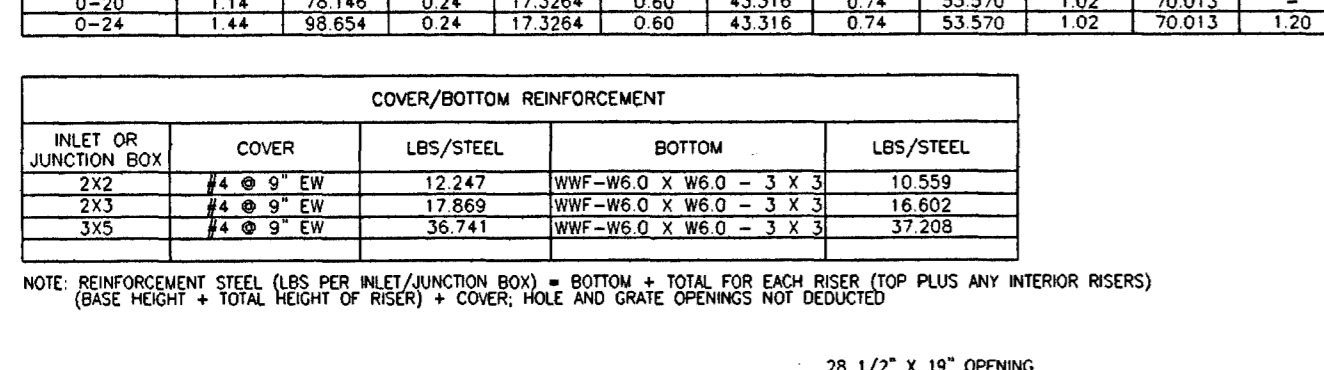 0-20 1.14 78.146 0.24 17.3264 0.60 43.316 0.74 53.570 1.02 70.013 -
0-24 1.44 98.654 0.24 17.3264 0.60 43.316 0.74 53.570 1.02 70.013 1.20
COVER/BOTTOM REINFORCEMENT
INLET OR JUNCTION BOX COVER LBS/STEEL BOTTOM LBS/STEEL
2X2 #4 @ 9" EW 12.247 WWF-W6.0 X W6.0 - 3 X 3 10.559
2X3 #4 @ 9" EW 17.869 WWF-W6.0 X W6.0 - 3 X 3 16.602
3X5 #4 @ 9" EW 36.741 WWF-W6.0 X W6.0 - 3 X 3 37.208
NOTE: REINFORCEMENT STEEL (LBS PER INLET/JUNCTION BOX) = BOTTOM + TOTAL FOR EACH RISER (TOP PLUS ANY INTERIOR RISERS)
(BASE HEIGHT + TOTAL HEIGHT OF RISER) + COVER; HOLE AND GRATE OPENINGS NOT DEDUCTED
28 1/2" X 19" OPENING